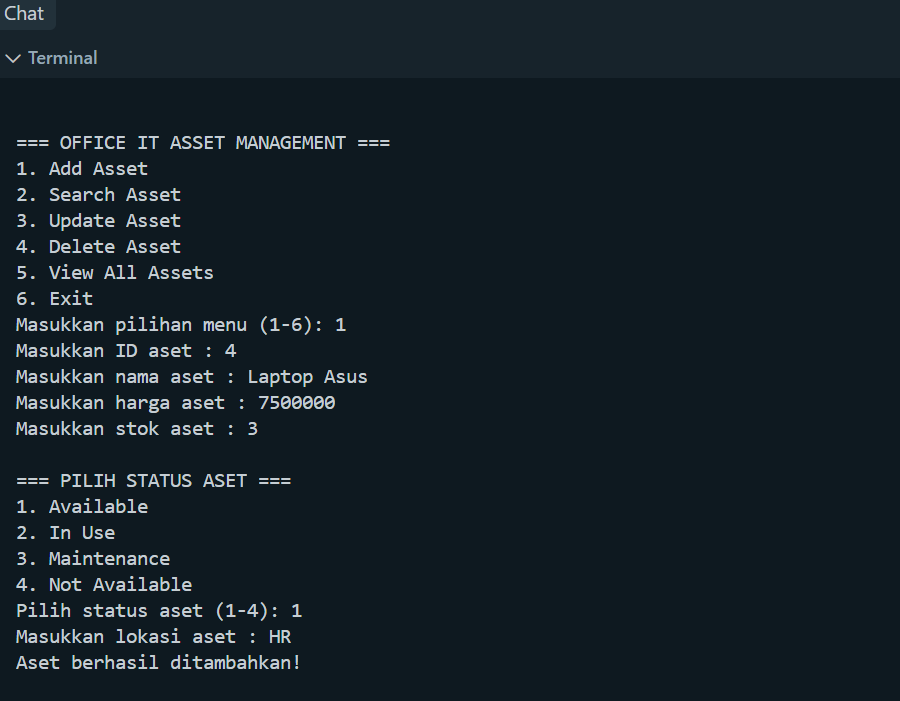 Chat
Terminal
=== OFFICE IT ASSET MANAGEMENT ===
1. Add Asset
2. Search Asset
3. Update Asset
4. Delete Asset
5. View All Assets
6. Exit
Masukkan pilihan menu (1-6): 1
Masukkan ID aset : 4
Masukkan nama aset : Laptop Asus
Masukkan harga aset : 7500000
Masukkan stok aset : 3
=== PILIH STATUS ASET ===
1. Available
2. In Use
3. Maintenance
4. Not Available
Pilih status aset (1-4): 1
Masukkan lokasi aset : HR
Aset berhasil ditambahkan!